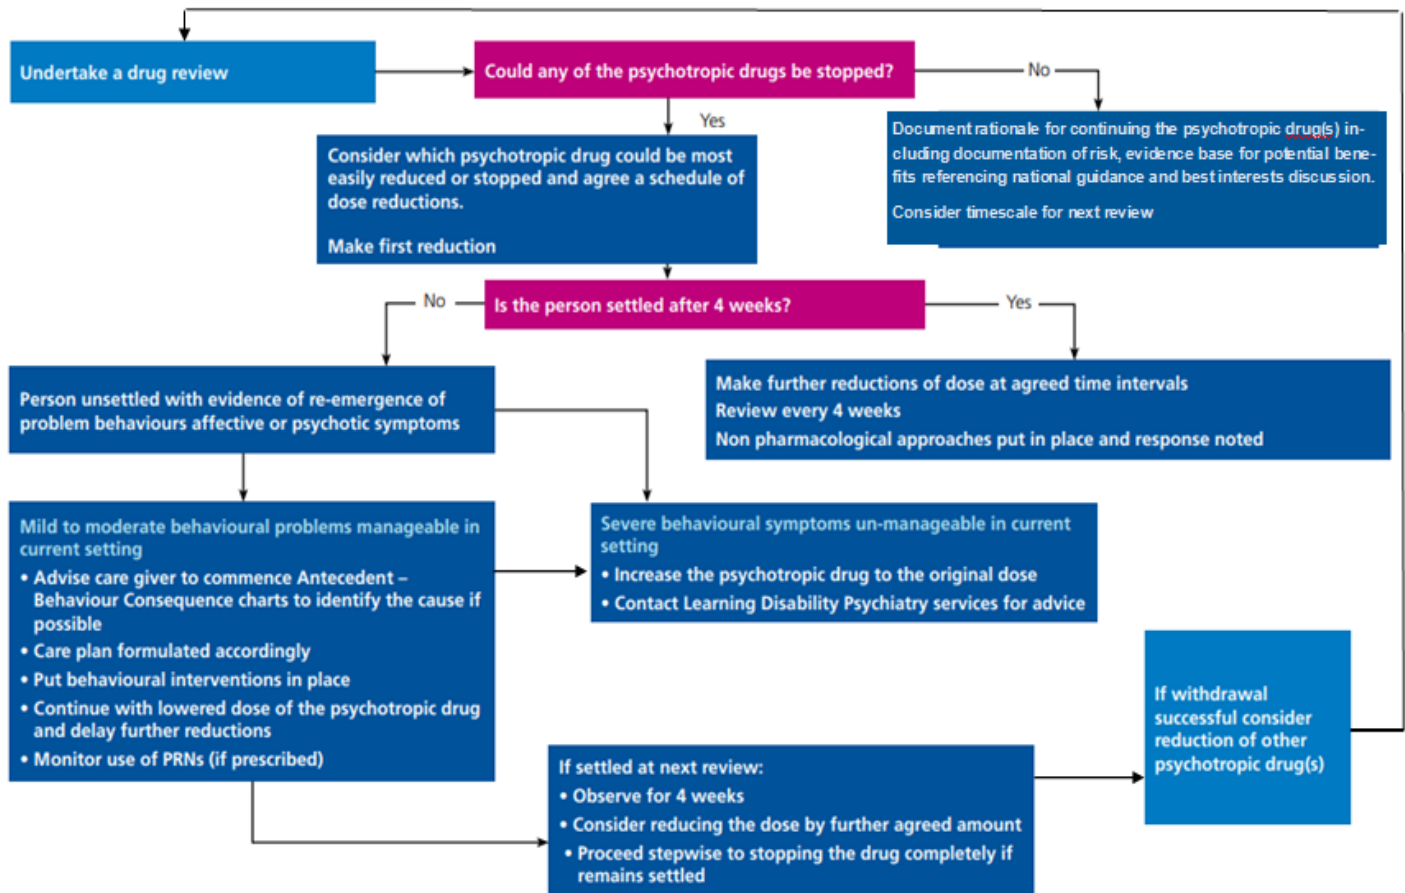 Undertake a drug review
Could any of the psychotropic drugs be stopped?
No
Yes
Document rationale for continuing the psychotropic drug(s) in-
cluding documentation of risk, evidence base for potential bene-
fits referencing national guidance and best interests discussion.
Consider timescale for next review
Consider which psychotropic drug could be most
easily reduced or stopped and agree a schedule of
dose reductions.
Make first reduction
No
Is the person settled after 4 weeks?
Yes
Person unsettled with evidence of re-emergence of
problem behaviours affective or psychotic symptoms
Make further reductions of dose at agreed time intervals
Review every 4 weeks
Non pharmacological approaches put in place and response noted
Mild to moderate behavioural problems manageable in
current setting
• Advise care giver to commence Antecedent –
Behaviour Consequence charts to identify the cause if
possible
• Care plan formulated accordingly
• Put behavioural interventions in place
• Continue with lowered dose of the psychotropic drug
and delay further reductions
• Monitor use of PRNs (if prescribed)
Severe behavioural symptoms un-manageable in current
setting
• Increase the psychotropic drug to the original dose
• Contact Learning Disability Psychiatry services for advice
If settled at next review:
• Observe for 4 weeks
• Consider reducing the dose by further agreed amount
• Proceed stepwise to stopping the drug completely if
remains settled
If withdrawal
successful consider
reduction of other
psychotropic drug(s)